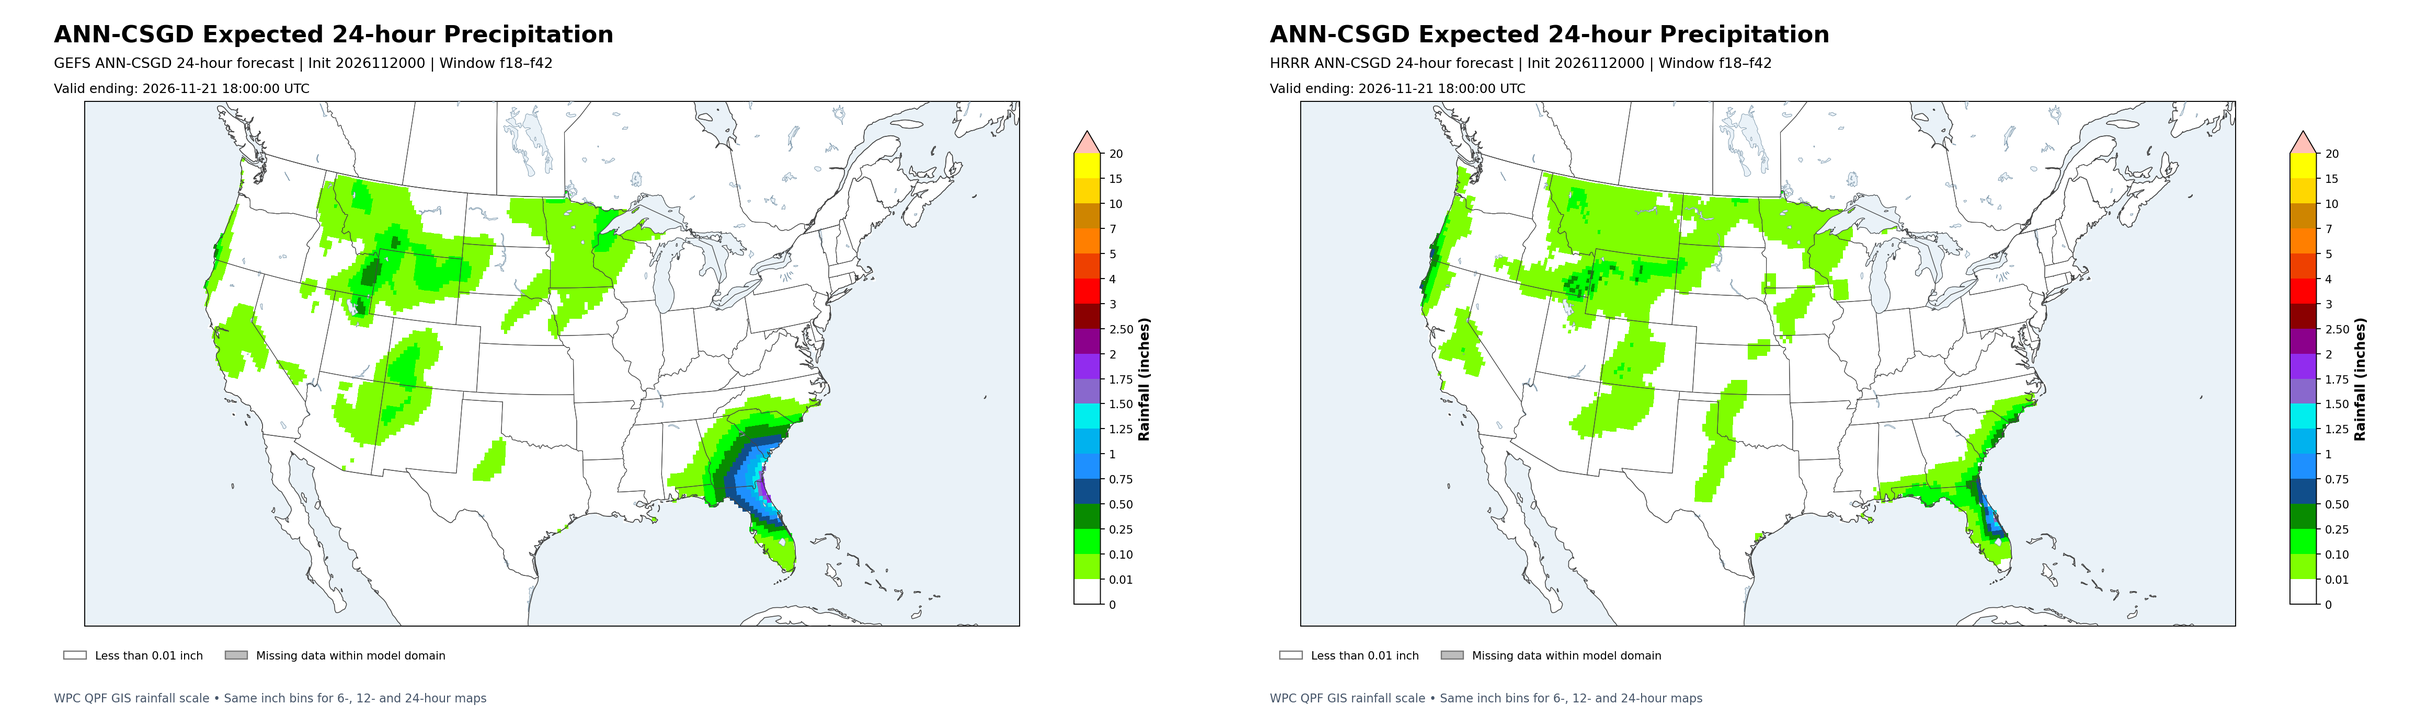 ANN-CSGD Expected 24-hour Precipitation
GEFS ANN-CSGD 24-hour forecast | Init 2026112000 | Window f18–f42
Valid ending: 2026-11-21 18:00:00 UTC
20
15
10
7
5
4
3
2.50
2
1.75
1.50
1.25
1
0.75
0.50
0.25
0.10
0.01
0
Rainfall (inches)
Less than 0.01 inch
Missing data within model domain
WPC QPF GIS rainfall scale • Same inch bins for 6-, 12- and 24-hour maps
ANN-CSGD Expected 24-hour Precipitation
HRRR ANN-CSGD 24-hour forecast | Init 2026112000 | Window f18–f42
Valid ending: 2026-11-21 18:00:00 UTC
20
15
10
7
5
4
3
2.50
2
1.75
1.50
1.25
1
0.75
0.50
0.25
0.10
0.01
0
Rainfall (inches)
Less than 0.01 inch
Missing data within model domain
WPC QPF GIS rainfall scale • Same inch bins for 6-, 12- and 24-hour maps